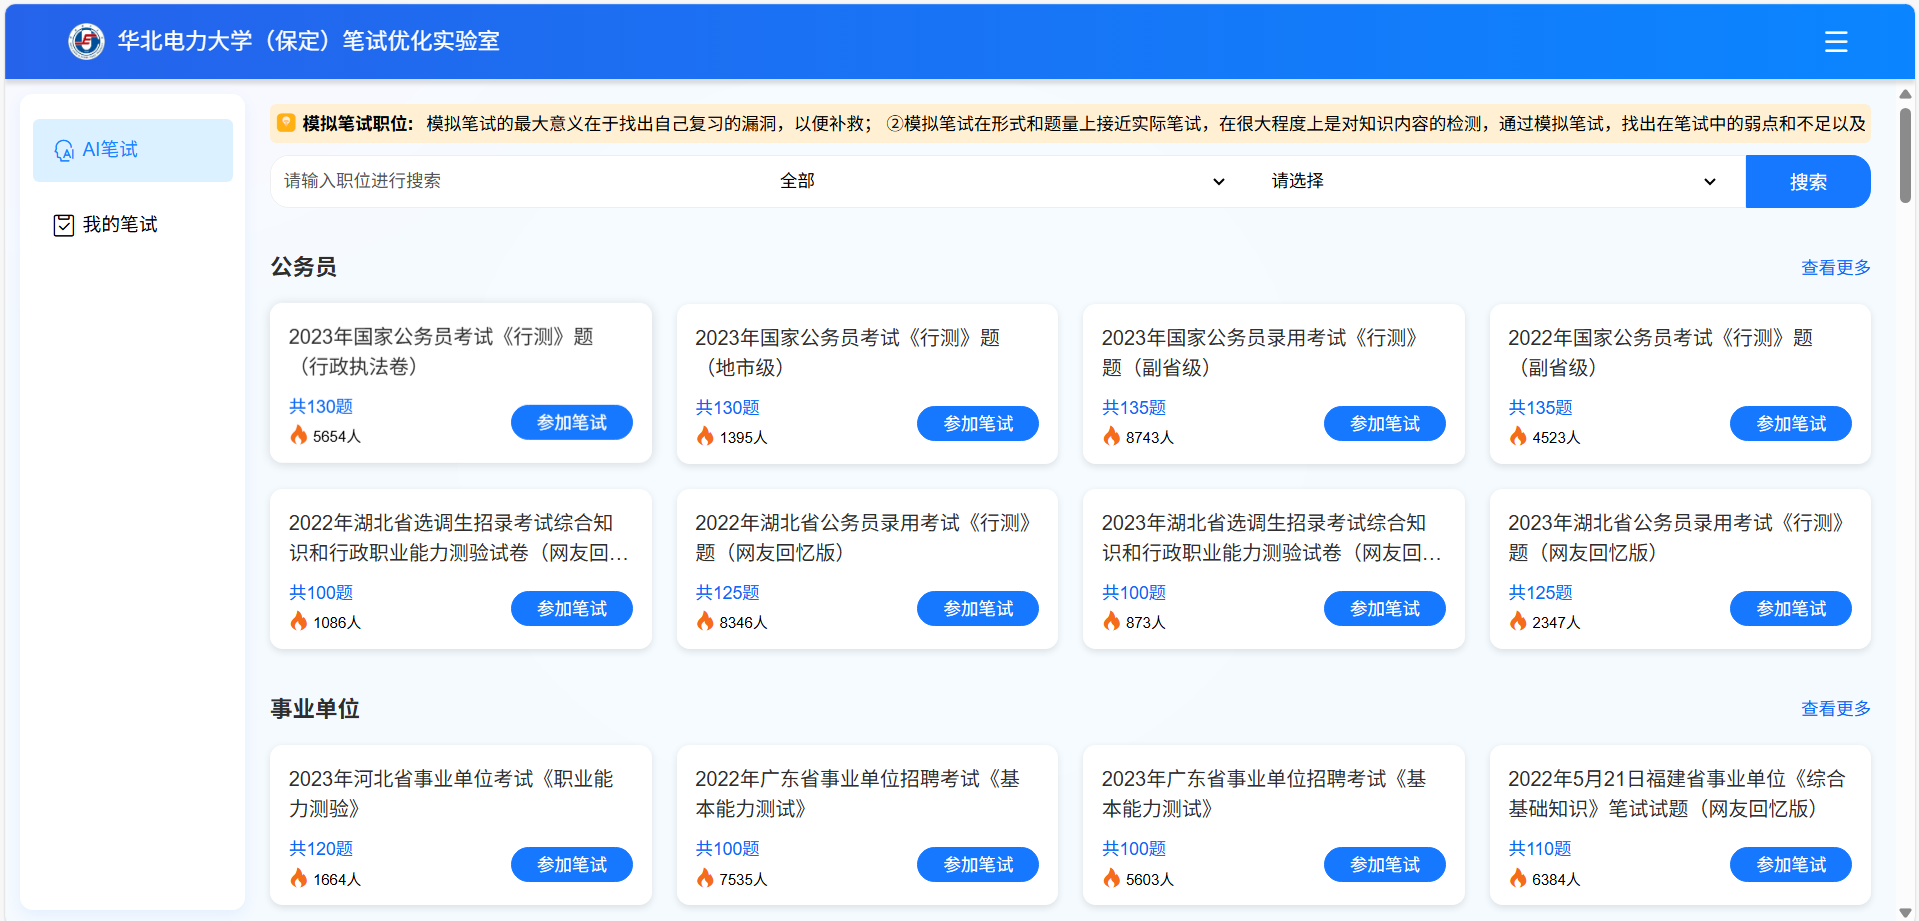 华北电力大学（保定）笔试优化实验室
AI笔试
我的笔试
模拟笔试职位: 模拟笔试的最大意义在于找出自己复习的漏洞，以便补救； ②模拟笔试在形式和题量上接近实际笔试，在很大程度上是对知识内容的检测，通过模拟笔试，找出在笔试中的弱点和不足以及
请输入职位进行搜索 全部 请选择 搜索
公务员 查看更多
2023年国家公务员考试《行测》题
（行政执法卷）
共130题
5654人
参加笔试
2023年国家公务员考试《行测》题
（地市级）
共130题
1395人
参加笔试
2023年国家公务员录用考试《行测》
题（副省级）
共135题
8743人
参加笔试
2022年国家公务员考试《行测》题
（副省级）
共135题
4523人
参加笔试
2022年湖北省选调生招录考试综合知
识和行政职业能力测验试卷（网友回…
共100题
1086人
参加笔试
2022年湖北省公务员录用考试《行测》
题（网友回忆版）
共125题
8346人
参加笔试
2023年湖北省选调生招录考试综合知
识和行政职业能力测验试卷（网友回…
共100题
873人
参加笔试
2023年湖北省公务员录用考试《行测》
题（网友回忆版）
共125题
2347人
参加笔试
事业单位 查看更多
2023年河北省事业单位考试《职业能
力测验》
共120题
1664人
参加笔试
2022年广东省事业单位招聘考试《基
本能力测试》
共100题
7535人
参加笔试
2023年广东省事业单位招聘考试《基
本能力测试》
共100题
5603人
参加笔试
2022年5月21日福建省事业单位《综合
基础知识》笔试试题（网友回忆版）
共110题
6384人
参加笔试